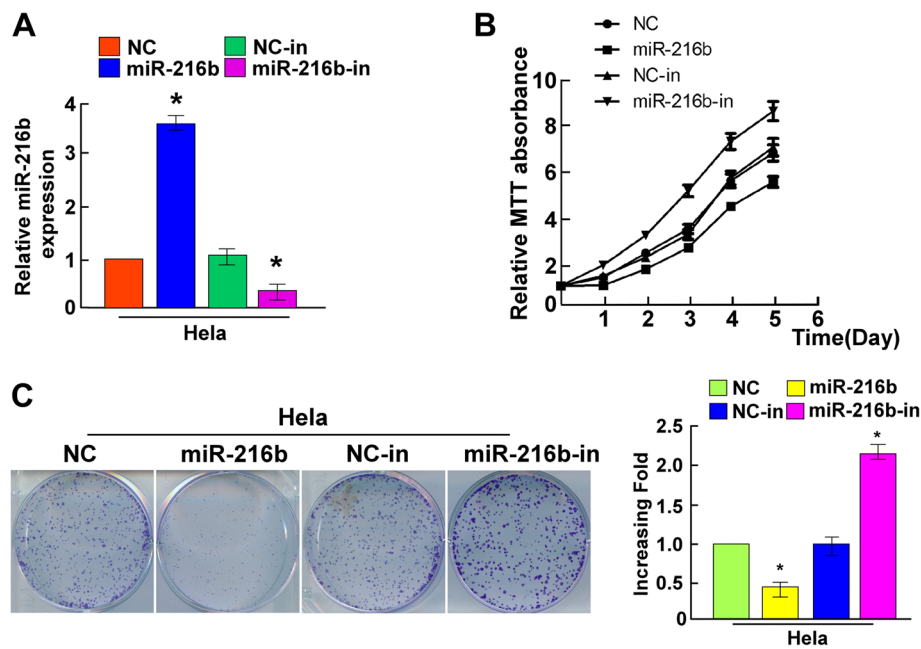 A
NC
NC-in
miR-216b
miR-216b-in
Relative miR-216b
expression
4
3
2
1
0
*
*
Hela
B
NC
miR-216b
NC-in
miR-216b-in
Relative MTT absorbance
10
8
6
4
2
0
1 2 3 4 5 6
Time(Day)
C
Hela
NC miR-216b NC-in miR-216b-in
NC
miR-216b
NC-in
miR-216b-in
Increasing Fold
2.5
2.0
1.5
1.0
0.5
0
*
*
Hela